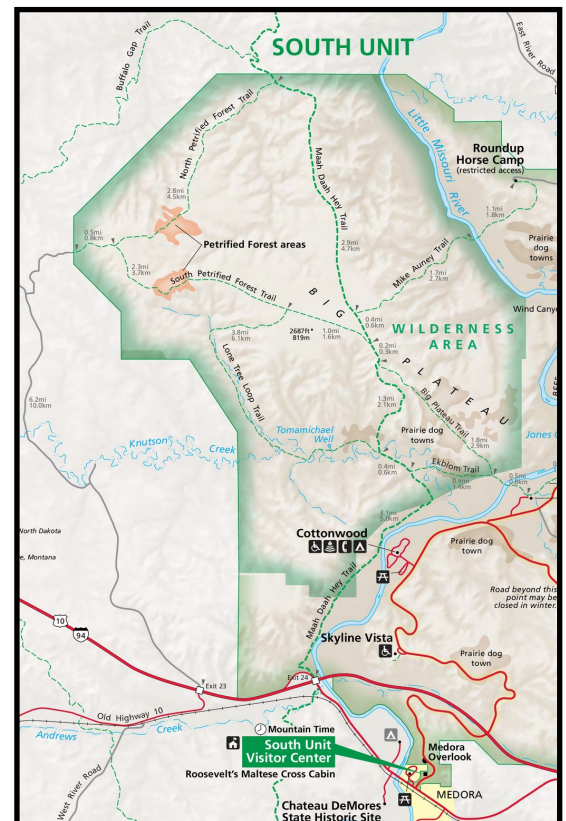 SOUTH UNIT
East River Road
Buffalo Gap Trail
Little Missouri River
North Petrified Forest Trail
Maah Daah Hey Trail
Roundup
Horse Camp
(restricted access)
2.8mi
4.5km
1.1mi
1.8km
0.5mi
0.8km
Petrified Forest areas
2.9mi
4.7km
Mike Auney Trail
Prairie
dog
towns
2.3mi
3.7km
South Petrified Forest Trail
1.7mi
2.7km
BIG
Wind Cany
0.4mi
0.6km
WILDERNESS
AREA
3.8mi
6.1km
2687ft
819m
1.0mi
1.6km
0.2mi
0.3km
Lone Tree Loop Trail
PLATEAU
6.2mi
10.0km
1.3mi
2.1km
Big Plateau Trail
Tomamichael
Well
Prairie dog
towns
1.8mi
2.9km
Jones C
Knutson Creek
0.4mi
0.6km
Ekblom Trail
0.9mi
1.4km
0.5mi
0.8km
3.1mi
5.0km
North Dakota
e, Montana
Cottonwood
Prairie dog
town
Maah Daah Hey Trail
Road beyond this
point may be
closed in winter.
10
94
Skyline Vista
Prairie dog
town
Exit 24
Exit 23
Old Highway 10
Andrews Creek
Mountain Time
South Unit
Visitor Center
Medora
Overlook
Roosevelt's Maltese Cross Cabin
West River Road
MEDORA
Chateau DeMores
State Historic Site